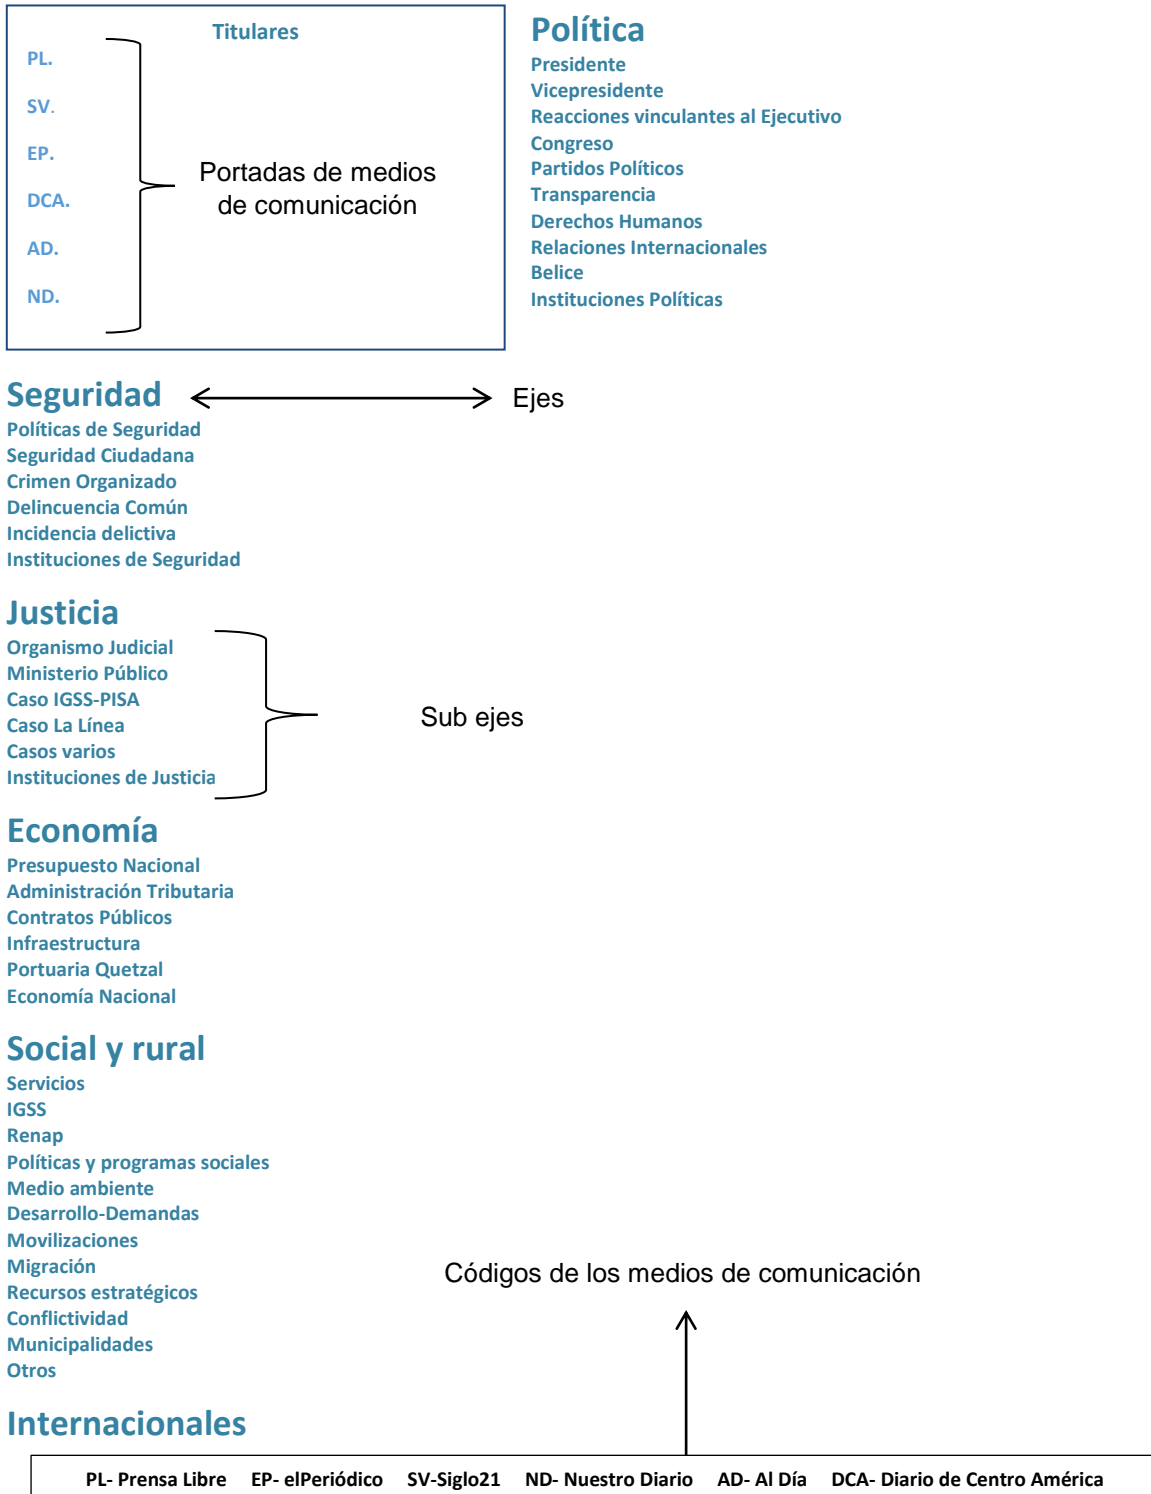 Titulares
PL.
SV.
EP.
DCA.
AD.
ND.
Portadas de medios
de comunicación
Política
Presidente
Vicepresidente
Reacciones vinculantes al Ejecutivo
Congreso
Partidos Políticos
Transparencia
Derechos Humanos
Relaciones Internacionales
Belice
Instituciones Políticas
Seguridad
Ejes
Políticas de Seguridad
Seguridad Ciudadana
Crimen Organizado
Delincuencia Común
Incidencia delictiva
Instituciones de Seguridad
Justicia
Organismo Judicial
Ministerio Público
Caso IGSS-PISA
Caso La Línea
Casos varios
Instituciones de Justicia
Sub ejes
Economía
Presupuesto Nacional
Administración Tributaria
Contratos Públicos
Infraestructura
Portuaria Quetzal
Economía Nacional
Social y rural
Servicios
IGSS
Renap
Políticas y programas sociales
Medio ambiente
Desarrollo-Demandas
Movilizaciones
Migración
Recursos estratégicos
Conflictividad
Municipalidades
Otros
Códigos de los medios de comunicación
Internacionales
PL- Prensa Libre EP- elPeriódico SV-Siglo21 ND- Nuestro Diario AD- Al Día DCA- Diario de Centro América